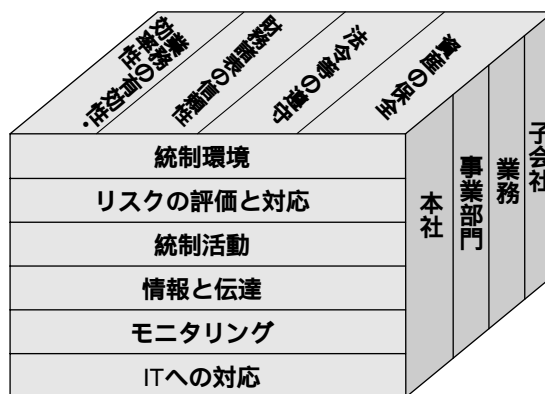 業務の有効性・
効率性
財務諸表の信頼性
法令等の遵守
資産の保全
統制環境
リスクの評価と対応
統制活動
情報と伝達
モニタリング
ITへの対応
本社
事業部門
業務
子会社